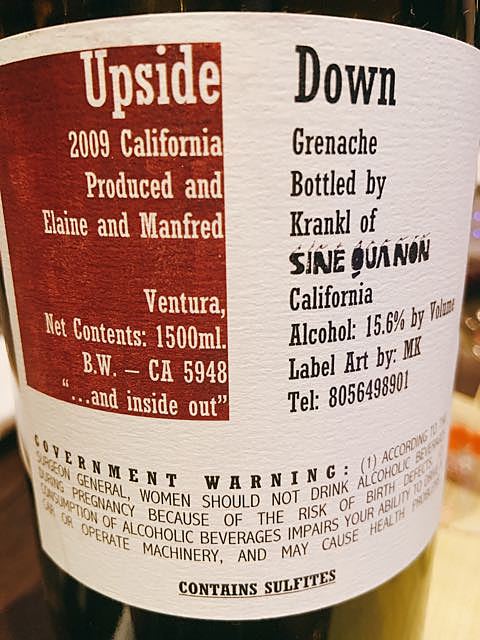 Upside Down
2009 California Grenache
Produced and Bottled by
Elaine and Manfred Krankl of
SINE QUA NON
Ventura, California
Net Contents: 1500ml. Alcohol: 15.6% by Volume
B.W. – CA 5948 Label Art by: MK
“...and inside out” Tel: 8056498901
GOVERNMENT WARNING: (1) ACCORDING TO THE
SURGEON GENERAL, WOMEN SHOULD NOT DRINK ALCOHOLIC BEVERAGES
DURING PREGNANCY BECAUSE OF THE RISK OF BIRTH DEFECTS.
CONSUMPTION OF ALCOHOLIC BEVERAGES IMPAIRS YOUR ABILITY TO DRIVE A
CAR OR OPERATE MACHINERY, AND MAY CAUSE HEALTH PROBLEMS
CONTAINS SULFITES